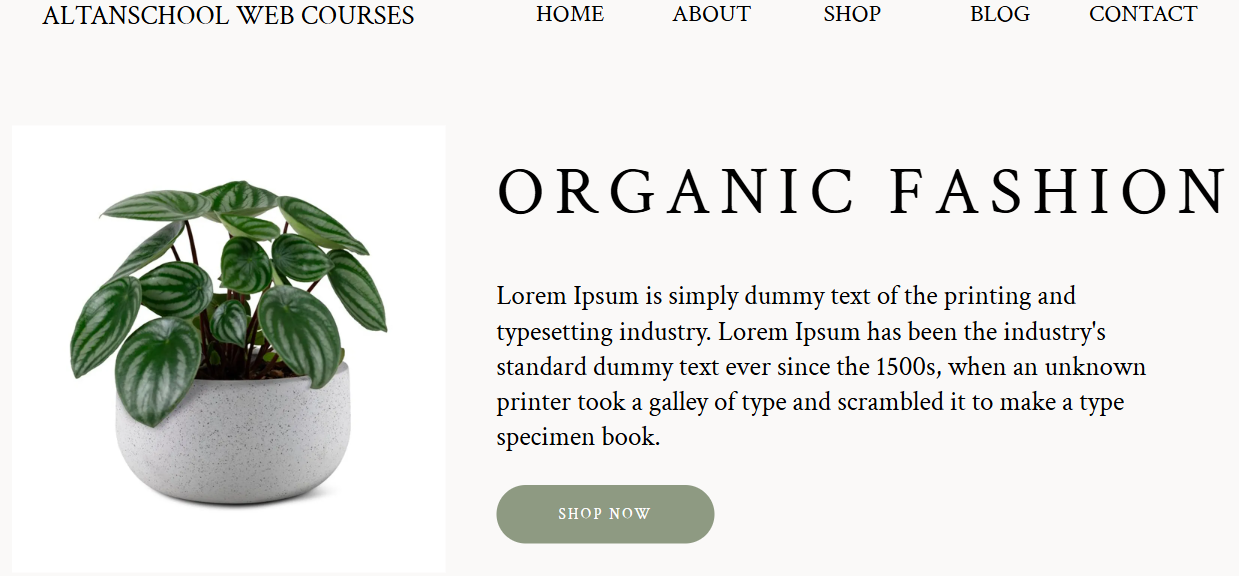 ALTANSCHOOL WEB COURSES
HOME ABOUT SHOP BLOG CONTACT
ORGANIC FASHION
Lorem Ipsum is simply dummy text of the printing and
typesetting industry. Lorem Ipsum has been the industry's
standard dummy text ever since the 1500s, when an unknown
printer took a galley of type and scrambled it to make a type
specimen book.
SHOP NOW